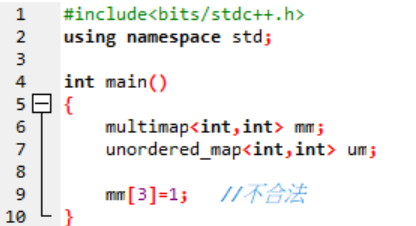 1 #include<bits/stdc++.h>
2 using namespace std;
3
4 int main()
5 {
6 multimap<int,int> mm;
7 unordered_map<int,int> um;
8
9 mm[3]=1; //不合法
10 }